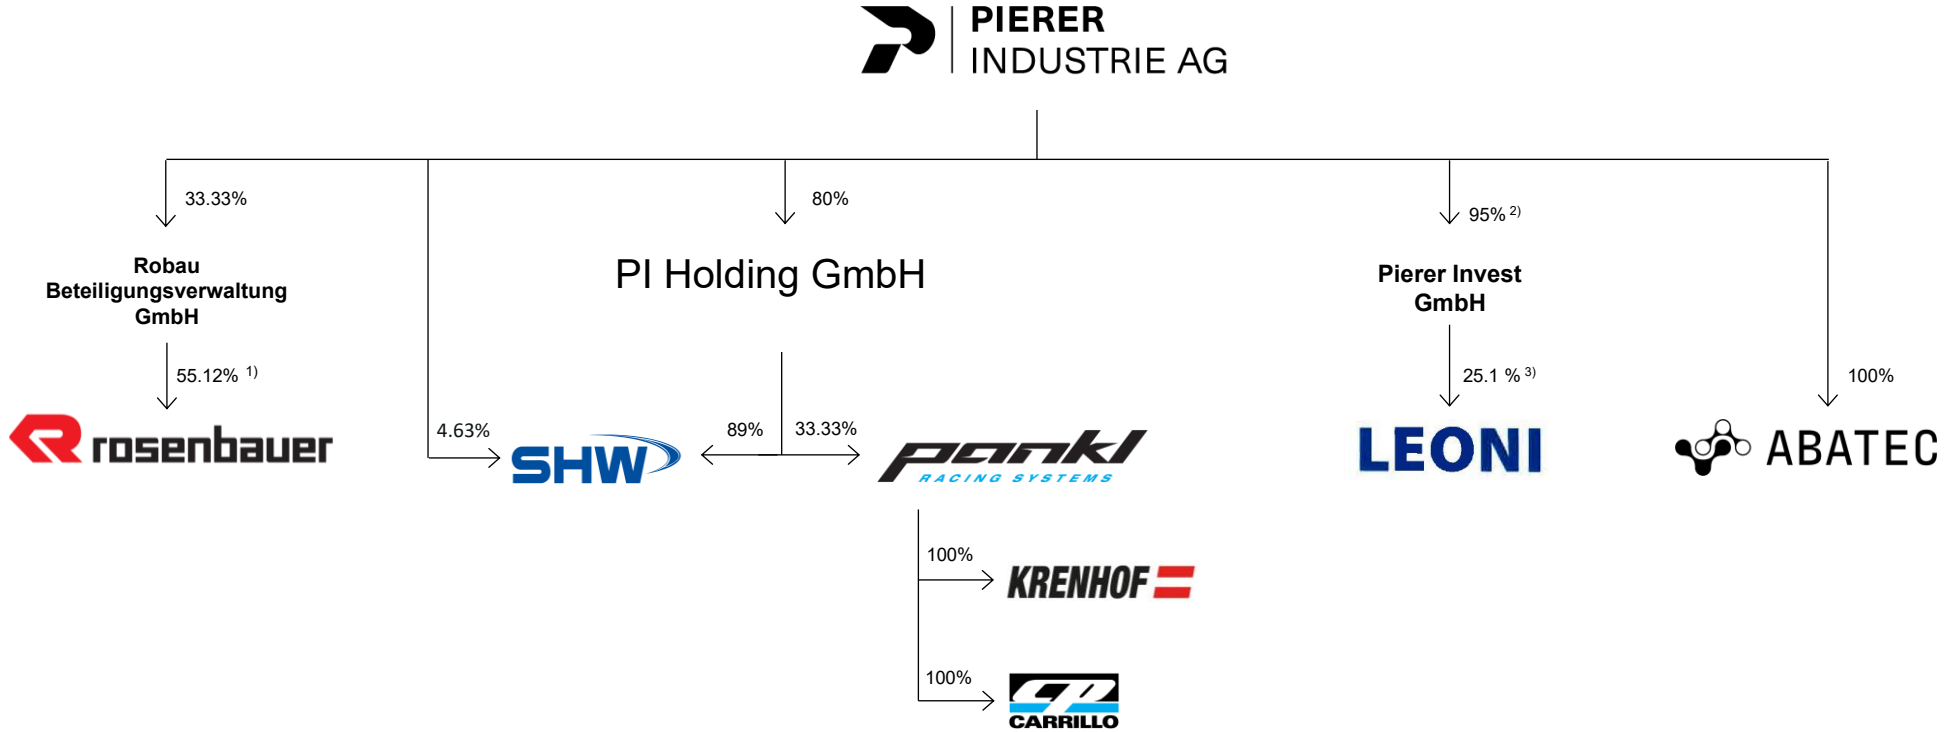 PIERER
INDUSTRIE AG
33.33%
80%
95% 2)
Robau
Beteiligungsverwaltung
GmbH
PI Holding GmbH
Pierer Invest
GmbH
55.12% 1)
25.1 % 3)
100%
rosenbauer
4.63%
SHW
89%
33.33%
pankl
RACING SYSTEMS
LEONI
ABATEC
100%
KRENHOF
100%
CP
CARRILLO